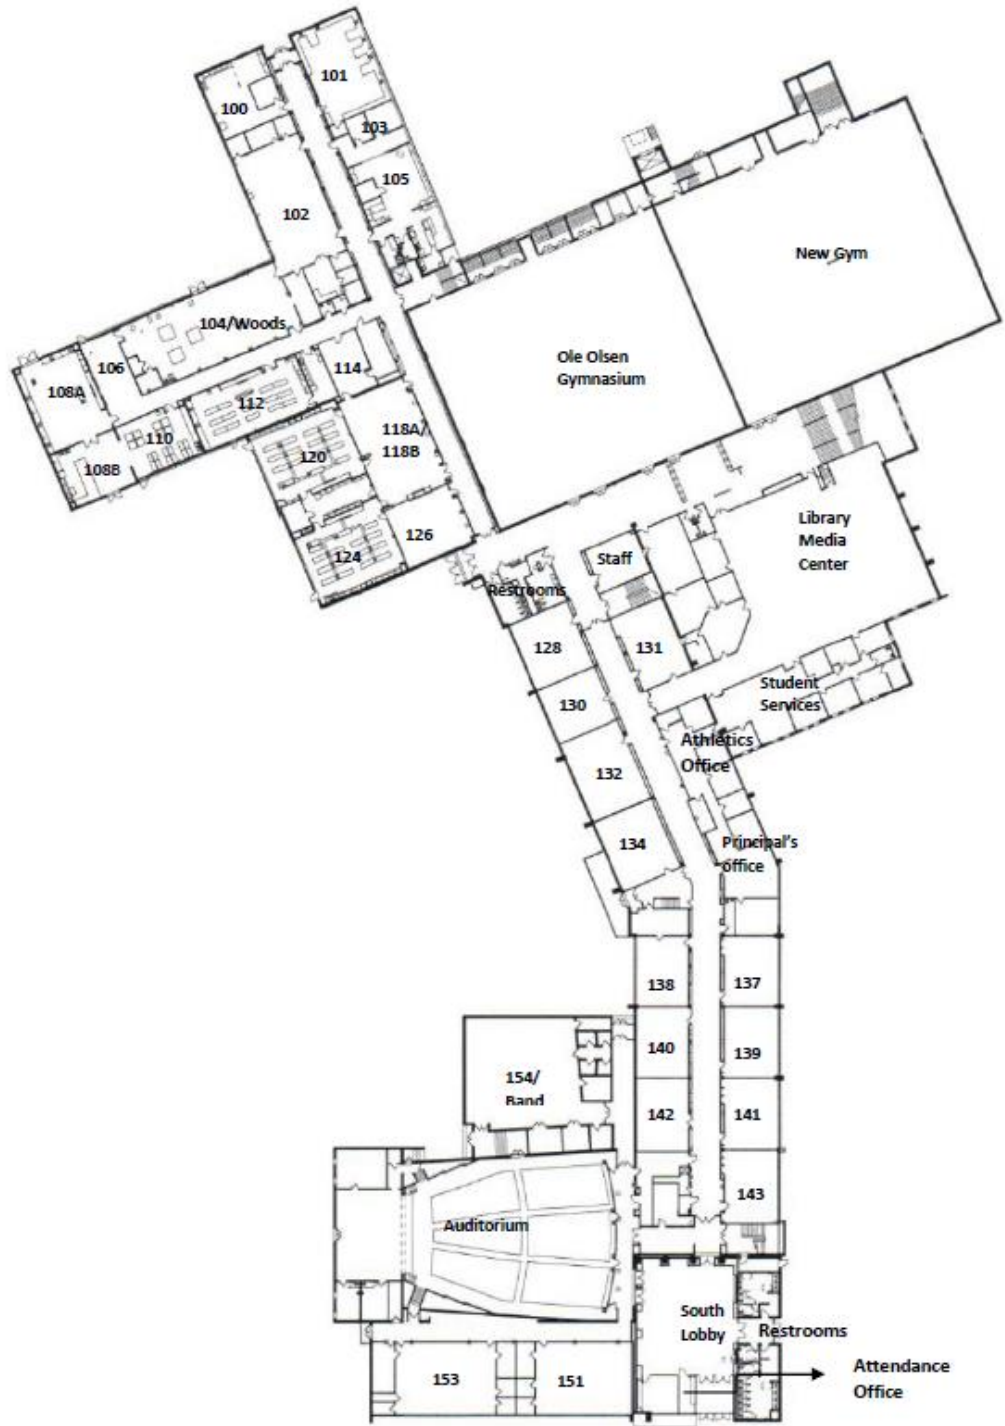 101
100
103
105
102
New Gym
104/Woods
Ole Olsen
Gymnasium
106
114
108A
112
110
118A/
118B
120
108B
Library
Media
Center
126
124
Staff
Restrooms
128
131
Student
Services
130
Athletics
Office
132
134
Principal's
office
138
137
140
139
154/
Band
142
141
143
Auditorium
South
Lobby
Restrooms
Attendance
Office
153
151